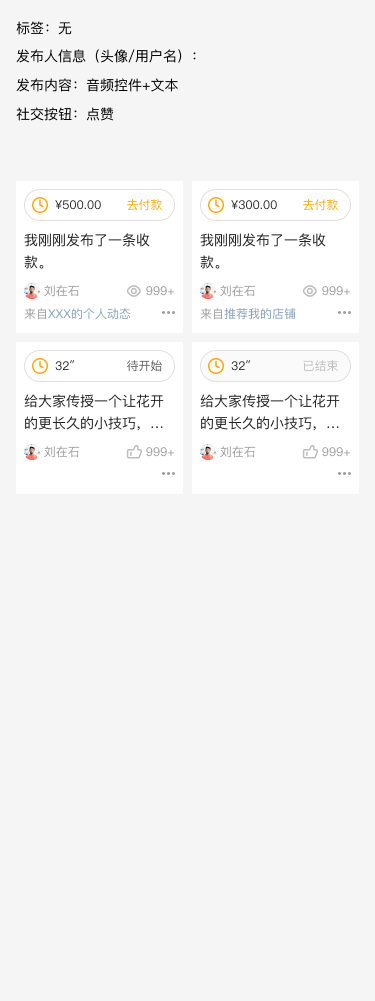 标签：无
发布人信息（头像/用户名）：
发布内容：音频控件+文本
社交按钮：点赞
¥500.00 去付款
我刚刚发布了一条收
款。
刘在石 999+
来自XXX的个人动态
¥300.00 去付款
我刚刚发布了一条收
款。
刘在石 999+
来自推荐我的店铺
32″ 待开始
给大家传授一个让花开
的更长久的小技巧，...
刘在石 999+
32″ 已结束
给大家传授一个让花开
的更长久的小技巧，...
刘在石 999+